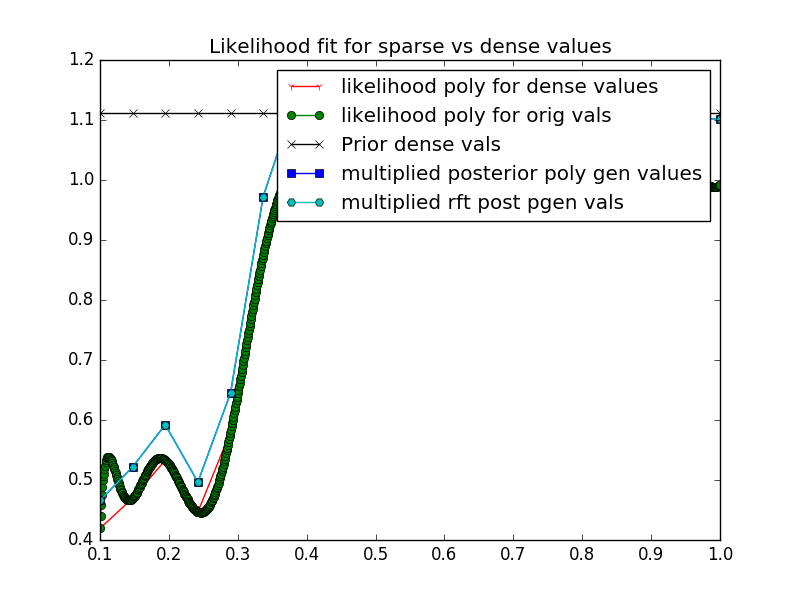 Likelihood fit for sparse vs dense values
1.2
1.1
1.0
0.9
0.8
0.7
0.6
0.5
0.4
likelihood poly for dense values
likelihood poly for orig vals
Prior dense vals
multiplied posterior poly gen values
multiplied rft post pgen vals
0.1 0.2 0.3 0.4 0.5 0.6 0.7 0.8 0.9 1.0